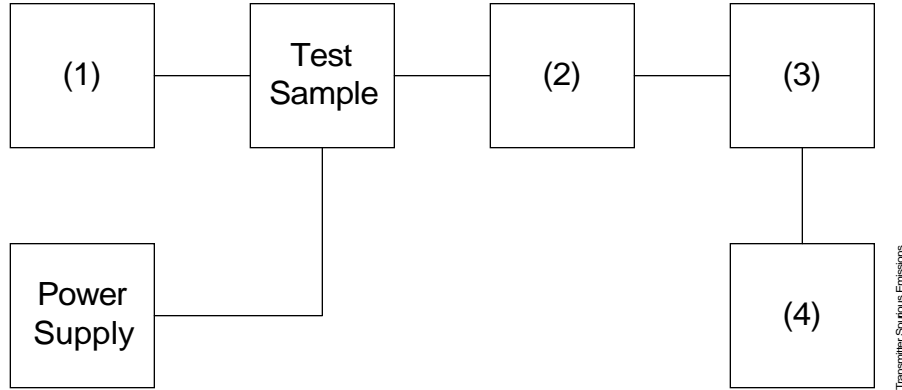 (1)
Test
Sample
(2)
(3)
Power
Supply
(4)
Transmitter Spurious Emissions